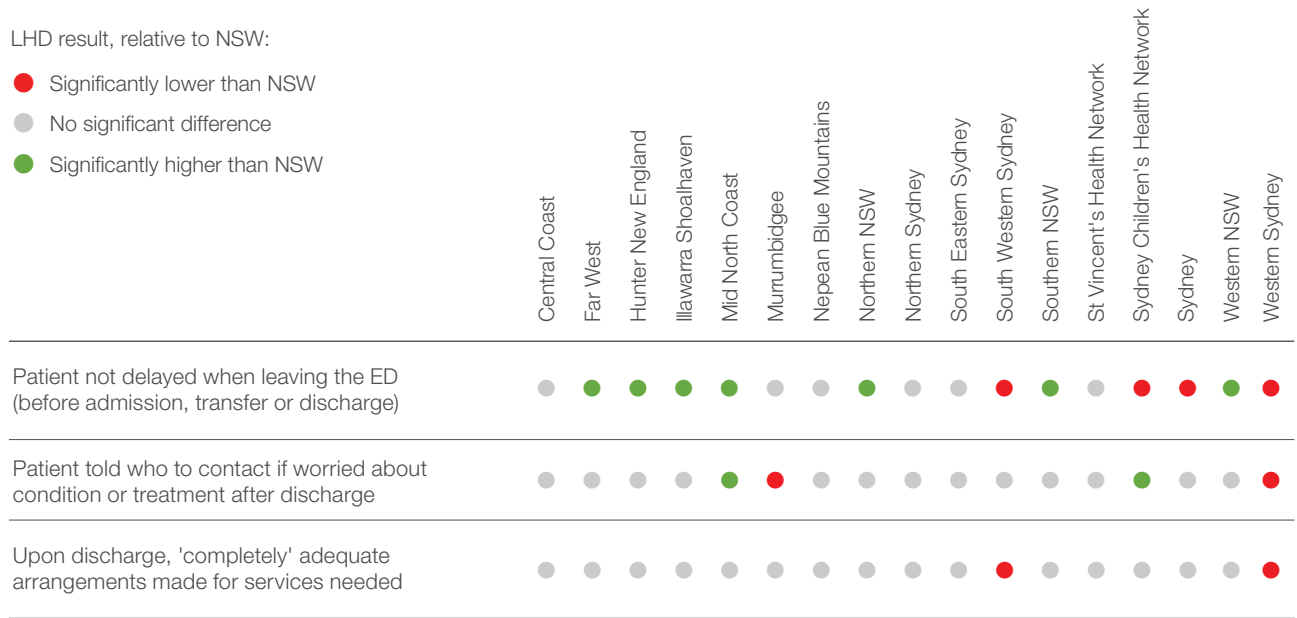 LHD result, relative to NSW:
Significantly lower than NSW
No significant difference
Significantly higher than NSW
Central Coast
Far West
Hunter New England
Illawarra Shoalhaven
Mid North Coast
Murrumbidgee
Nepean Blue Mountains
Northern NSW
Northern Sydney
South Eastern Sydney
South Western Sydney
Southern NSW
St Vincent's Health Network
Sydney Children's Health Network
Sydney
Western NSW
Western Sydney
Patient not delayed when leaving the ED
(before admission, transfer or discharge)
Patient told who to contact if worried about
condition or treatment after discharge
Upon discharge, 'completely' adequate
arrangements made for services needed